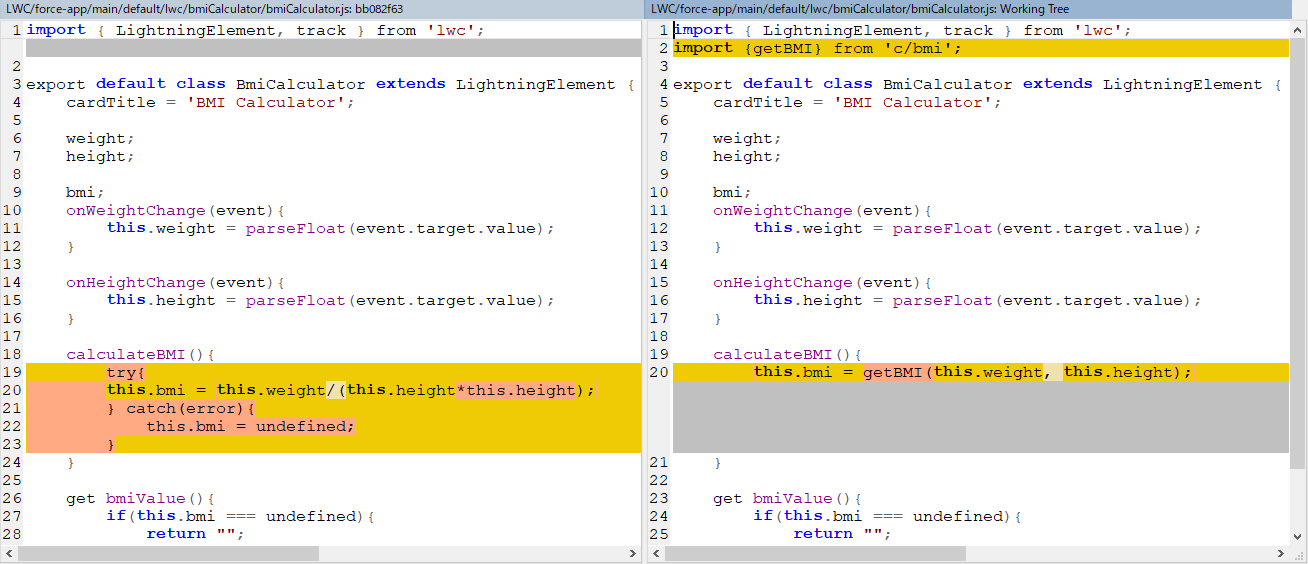 LWC/force-app/main/default/lwc/bmiCalculator/bmiCalculator.js: bb082f63
1 import { LightningElement, track } from 'lwc';
2
3 export default class BmiCalculator extends LightningElement {
4 cardTitle = 'BMI Calculator';
5
6 weight;
7 height;
8
9 bmi;
10 onWeightChange(event){
11 this.weight = parseFloat(event.target.value);
12 }
13
14 onHeightChange(event){
15 this.height = parseFloat(event.target.value);
16 }
17
18 calculateBMI(){
19 try{
20 this.bmi = this.weight/(this.height*this.height);
21 } catch(error){
22 this.bmi = undefined;
23 }
24 }
25
26 get bmiValue(){
27 if(this.bmi === undefined){
28 return "";
LWC/force-app/main/default/lwc/bmiCalculator/bmiCalculator.js: Working Tree
1 import { LightningElement, track } from 'lwc';
2 import {getBMI} from 'c/bmi';
3
4 export default class BmiCalculator extends LightningElement {
5 cardTitle = 'BMI Calculator';
6
7 weight;
8 height;
9
10 bmi;
11 onWeightChange(event){
12 this.weight = parseFloat(event.target.value);
13 }
14
15 onHeightChange(event){
16 this.height = parseFloat(event.target.value);
17 }
18
19 calculateBMI(){
20 this.bmi = getBMI(this.weight, this.height);
21 }
22
23 get bmiValue(){
24 if(this.bmi === undefined){
25 return "";